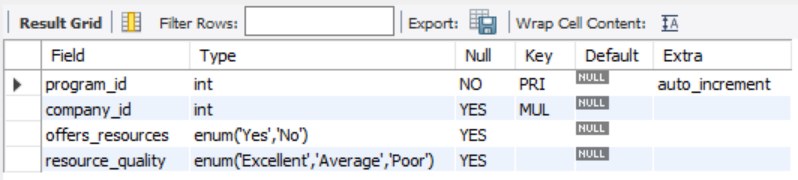 Result Grid Filter Rows: Export: Wrap Cell Content: IA
Field Type Null Key Default Extra
program_id int NO PRI NULL auto_increment
company_id int YES MUL NULL
offers_resources enum('Yes','No') YES NULL
resource_quality enum('Excellent','Average','Poor') YES NULL